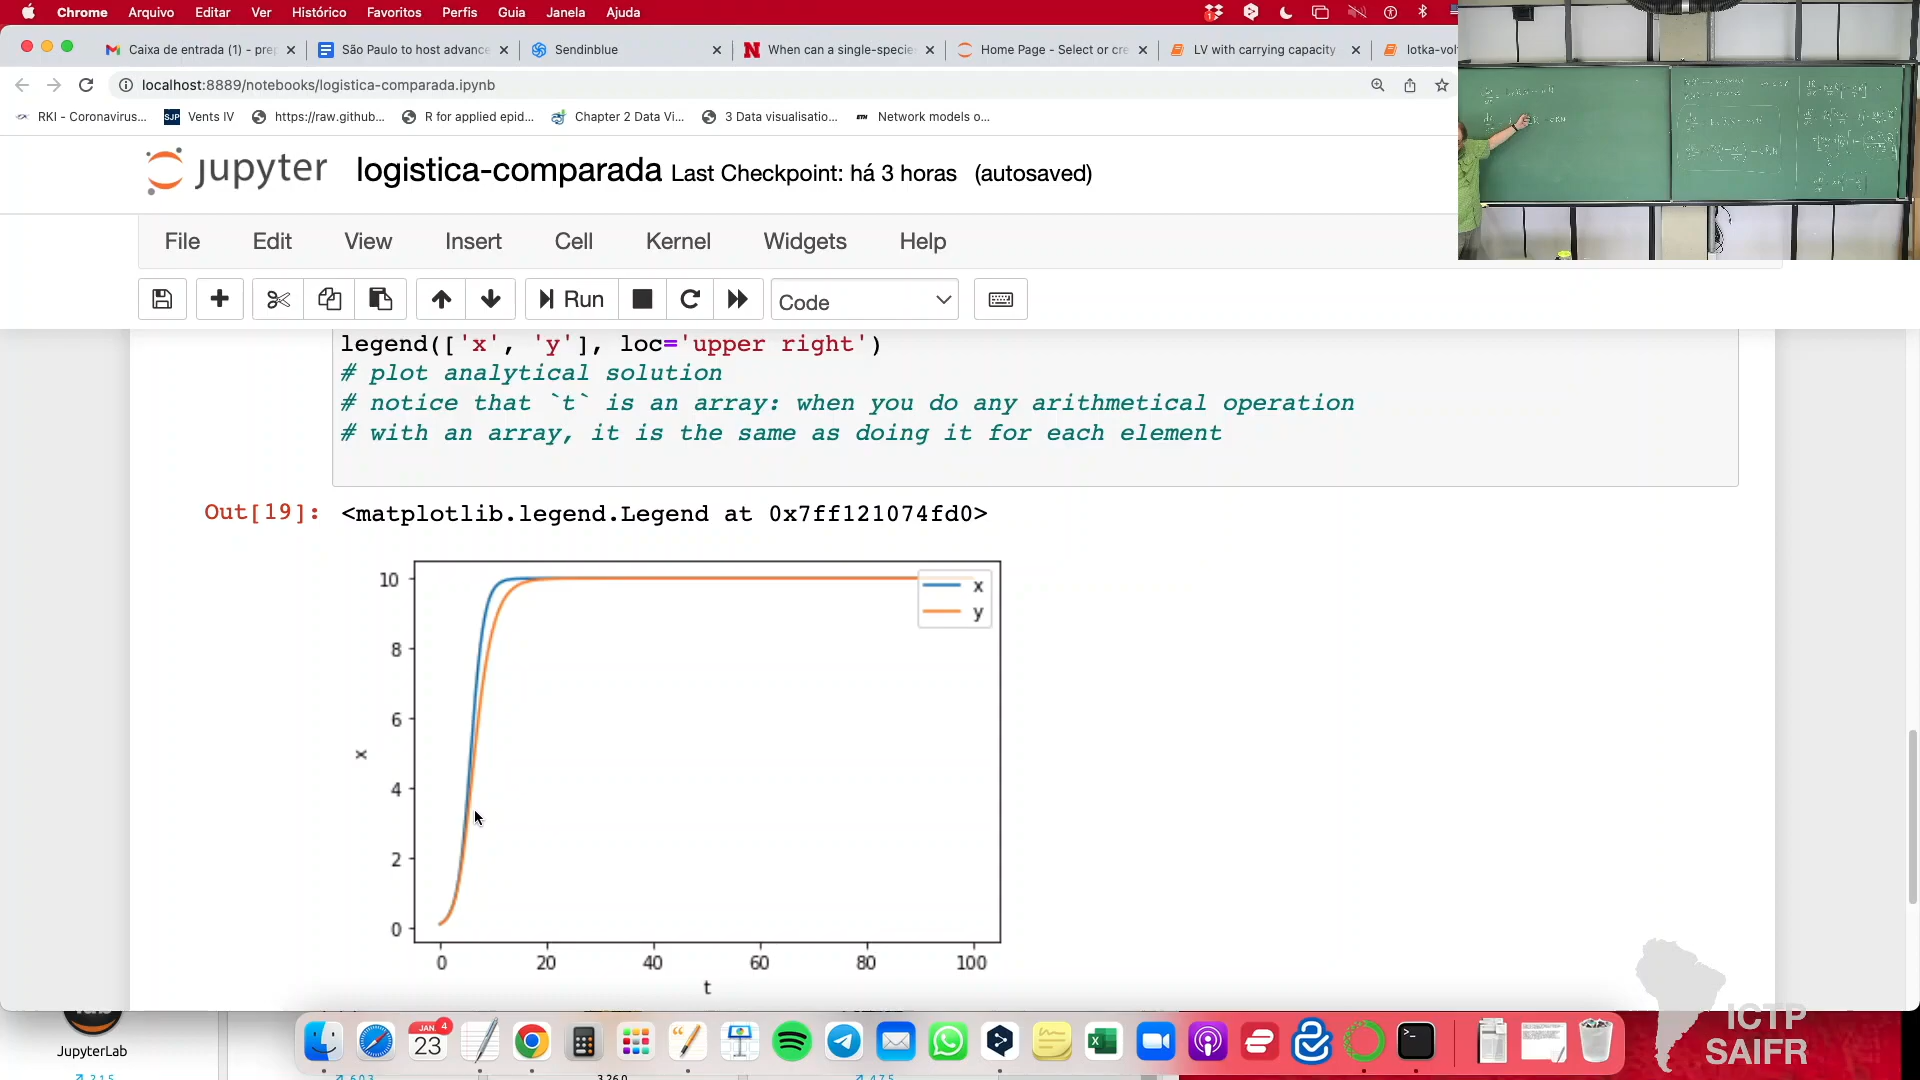 Chrome Arquivo Editar Ver Histórico Favoritos Perfis Guia Janela Ajuda
Caixa de entrada (1) - prep
São Paulo to host advance
Sendinblue
When can a single-specie
Home Page - Select or cre
LV with carrying capacity
lotka-vol
localhost:8889/notebooks/logistica-comparada.ipynb
RKI - Coronavirus...
SJP Vents IV
https://raw.github...
R for applied epid...
Chapter 2 Data Vi...
3 Data visualisatio...
Network models o...
jupyter logistica-comparada Last Checkpoint: há 3 horas (autosaved)
File Edit View Insert Cell Kernel Widgets Help
Run
Code
legend(['x', 'y'], loc='upper right')
# plot analytical solution
# notice that `t` is an array: when you do any arithmetical operation
# with an array, it is the same as doing it for each element
Out[19]: <matplotlib.legend.Legend at 0x7ff121074fd0>
10
8
6
4
2
0
x
x
y
0 20 40 60 80 100
t
JAN. 4
23
JupyterLab
ICTP
SAIFR